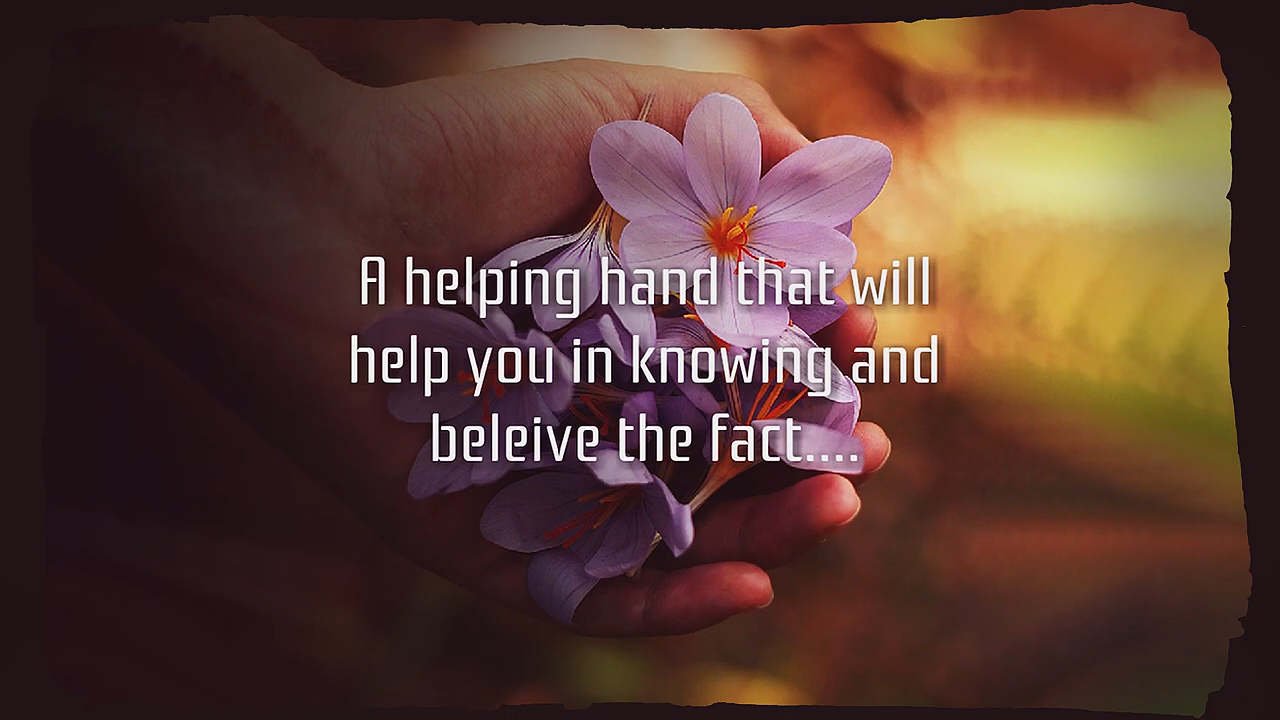 A helping hand that will
help you in knowing and
beleive the fact....